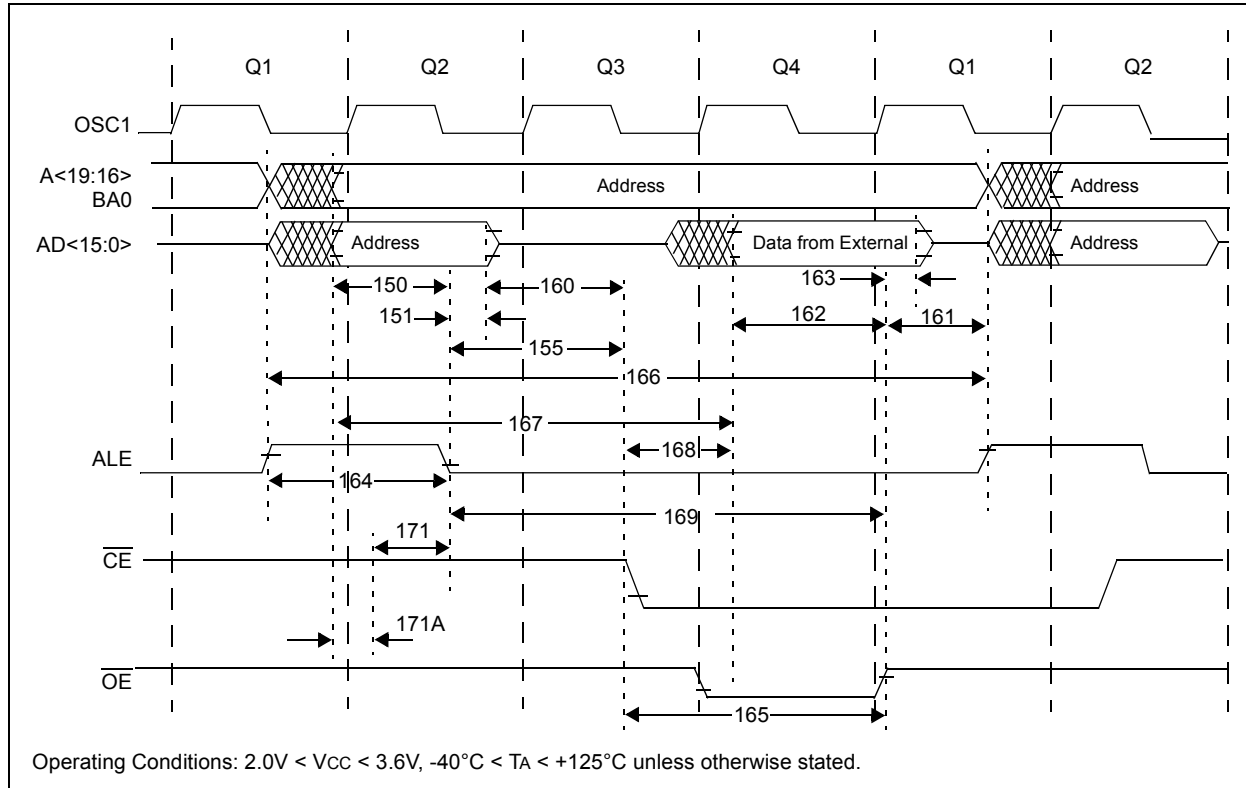 Q1 Q2 Q3 Q4 Q1 Q2
OSC1
A<19:16>
BA0
Address
Address
AD<15:0>
Address
Data from External
Address
150
160
163
151
162
161
155
166
167
168
ALE
164
169
171
CE
171A
OE
165
Operating Conditions: 2.0V < VCC < 3.6V, -40°C < TA < +125°C unless otherwise stated.